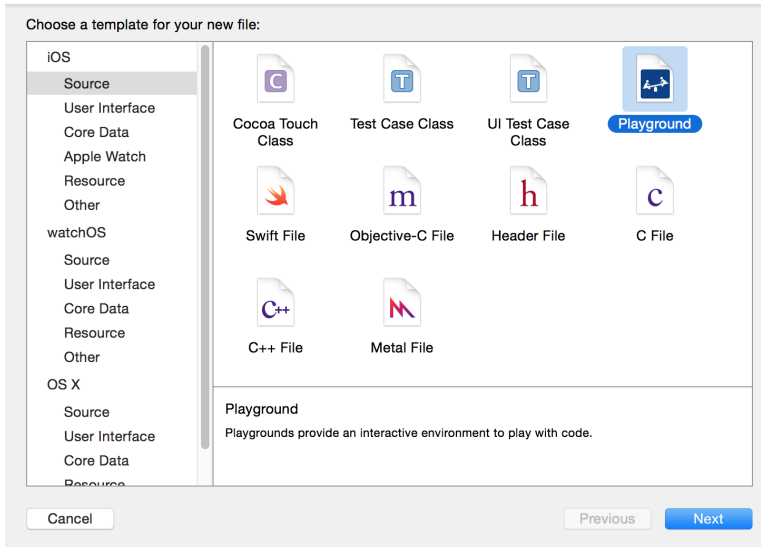 Choose a template for your new file:
iOS
Source
User Interface
Core Data
Apple Watch
Resource
Other
watchOS
Source
User Interface
Core Data
Resource
Other
OS X
Source
User Interface
Core Data
Resource
C
T
T
Cocoa Touch
Class
Test Case Class
UI Test Case
Class
Playground
m
h
c
Swift File
Objective-C File
Header File
C File
C++
C++ File
Metal File
Playground
Playgrounds provide an interactive environment to play with code.
Cancel
Previous
Next